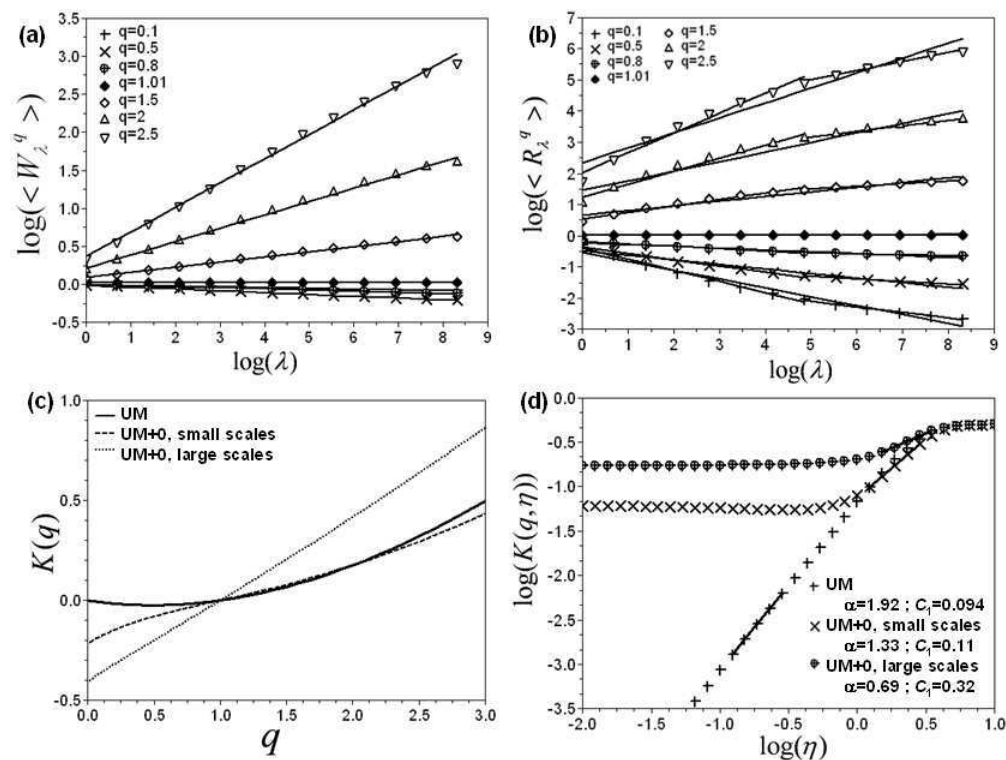 (a)
q=0.1
q=0.5
q=0.8
q=1.01
q=1.5
q=2
q=2.5
3.5
3.0
2.5
2.0
1.5
1.0
0.5
0.0
-0.5
0 1 2 3 4 5 6 7 8 9
log(λ)
log(< W_λ^q >)
(b)
q=0.1
q=0.5
q=0.8
q=1.01
q=1.5
q=2
q=2.5
7
6
5
4
3
2
1
0
-1
-2
-3
0 1 2 3 4 5 6 7 8 9
log(λ)
log(< R_λ^q >)
(c)
UM
UM+0, small scales
UM+0, large scales
1.0
0.5
0.0
-0.5
0.0 0.5 1.0 1.5 2.0 2.5 3.0
q
K(q)
(d)
0.0
-0.5
-1.0
-1.5
-2.0
-2.5
-3.0
-3.5
-2.0 -1.5 -1.0 -0.5 0.0 0.5 1.0
log(η)
log(K(q,η))
UM
α=1.92 ; C₁=0.094
UM+0, small scales
α=1.33 ; C₁=0.11
UM+0, large scales
α=0.69 ; C₁=0.32